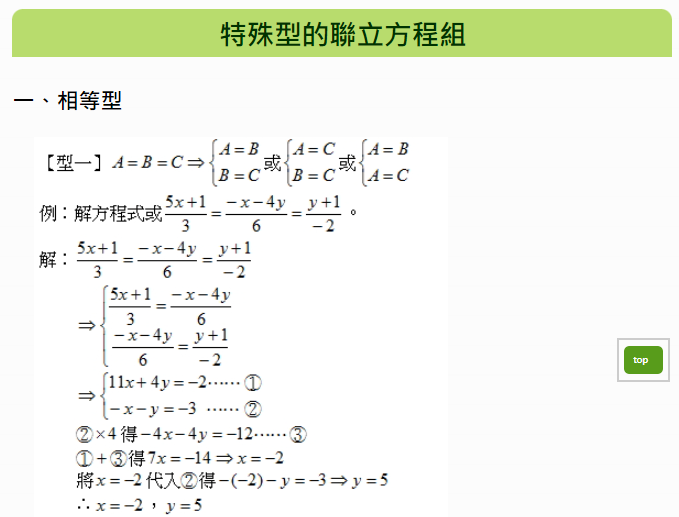 特殊型的聯立方程組
一、相等型
【型一】A=B=C⇒{A=B B=C 或 {A=C B=C 或 {A=B A=C
例：解方程式或 (5x+1)/3 = (-x-4y)/6 = (y+1)/-2 。
解：(5x+1)/3 = (-x-4y)/6 = (y+1)/-2
⇒{(5x+1)/3 = (-x-4y)/6
(-x-4y)/6 = (y+1)/-2
⇒{11x+4y=-2……①
-x-y=-3 ……②
②×4得-4x-4y=-12……③
①+③得7x=-14⇒x=-2
將x=-2代入②得-(-2)-y=-3⇒y=5
∴x=-2，y=5
top